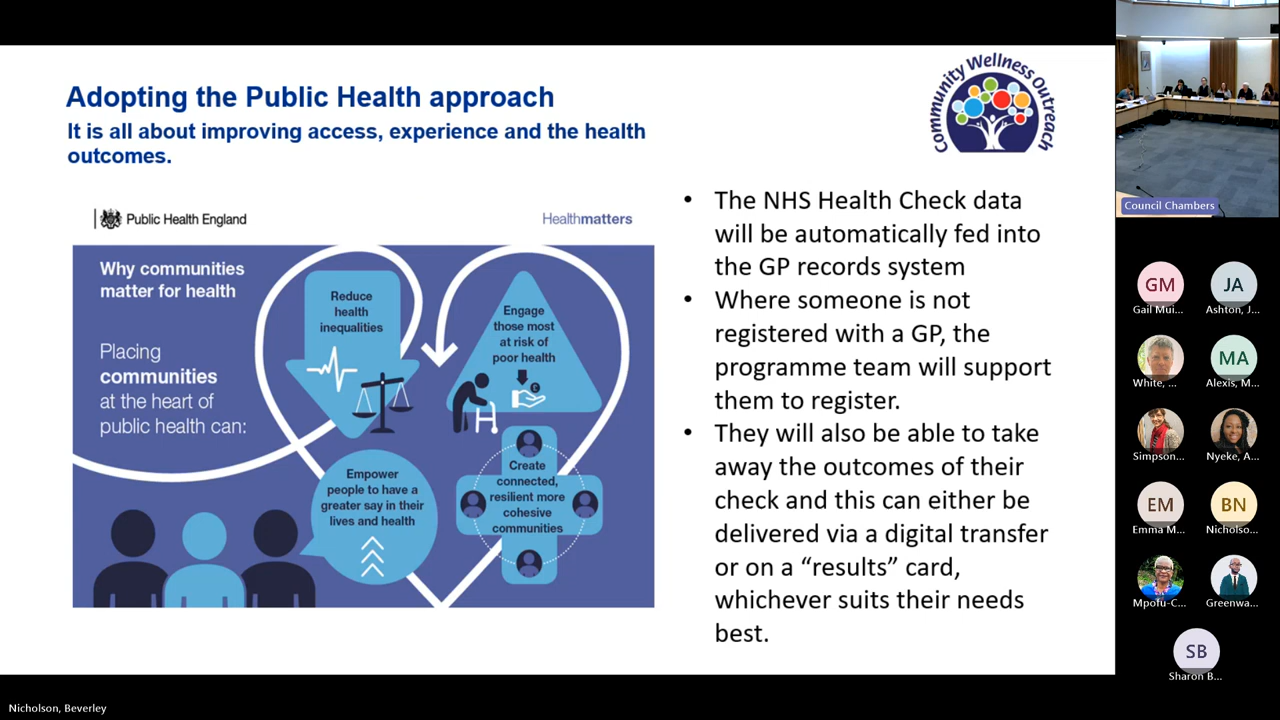 Adopting the Public Health approach
It is all about improving access, experience and the health
outcomes.
Community Wellness Outreach
Public Health England
Healthmatters
Why communities
matter for health
Placing
communities
at the heart of
public health can:
Reduce
health
inequalities
Engage
those most
at risk of
poor health
£
Empower
people to have a
greater say in their
lives and health
Create
connected,
resilient more
cohesive
communities
• The NHS Health Check data
will be automatically fed into
the GP records system
• Where someone is not
registered with a GP, the
programme team will support
them to register.
• They will also be able to take
away the outcomes of their
check and this can either be
delivered via a digital transfer
or on a “results” card,
whichever suits their needs
best.
Council Chambers
GM
Gail Mui...
JA
Ashton, J...
White, ...
MA
Alexis, M...
Simpson...
Nyeke, A...
EM
Emma M...
BN
Nicholso...
Mpofu-C...
Greenwa...
SB
Sharon B...
Nicholson, Beverley